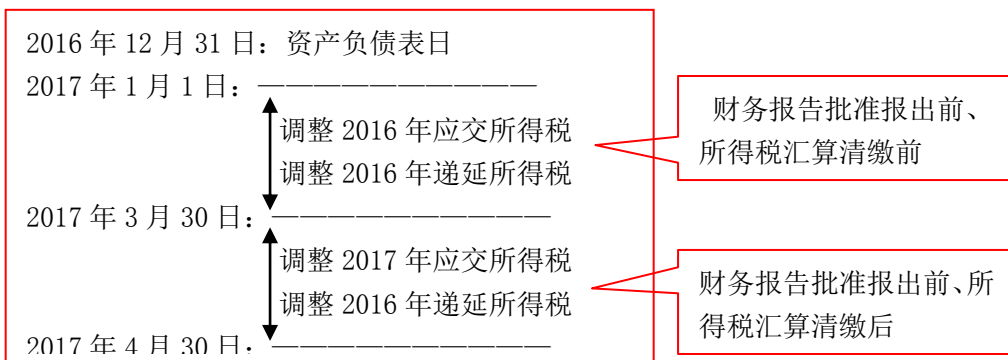 2016 年 12 月 31 日：资产负债表日
2017 年 1 月 1 日：——————————
调整 2016 年应交所得税
调整 2016 年递延所得税
财务报告批准报出前、
所得税汇算清缴前
2017 年 3 月 30 日：——————————
调整 2017 年应交所得税
调整 2016 年递延所得税
财务报告批准报出前、所
得税汇算清缴后
2017 年 4 月 30 日：——————————